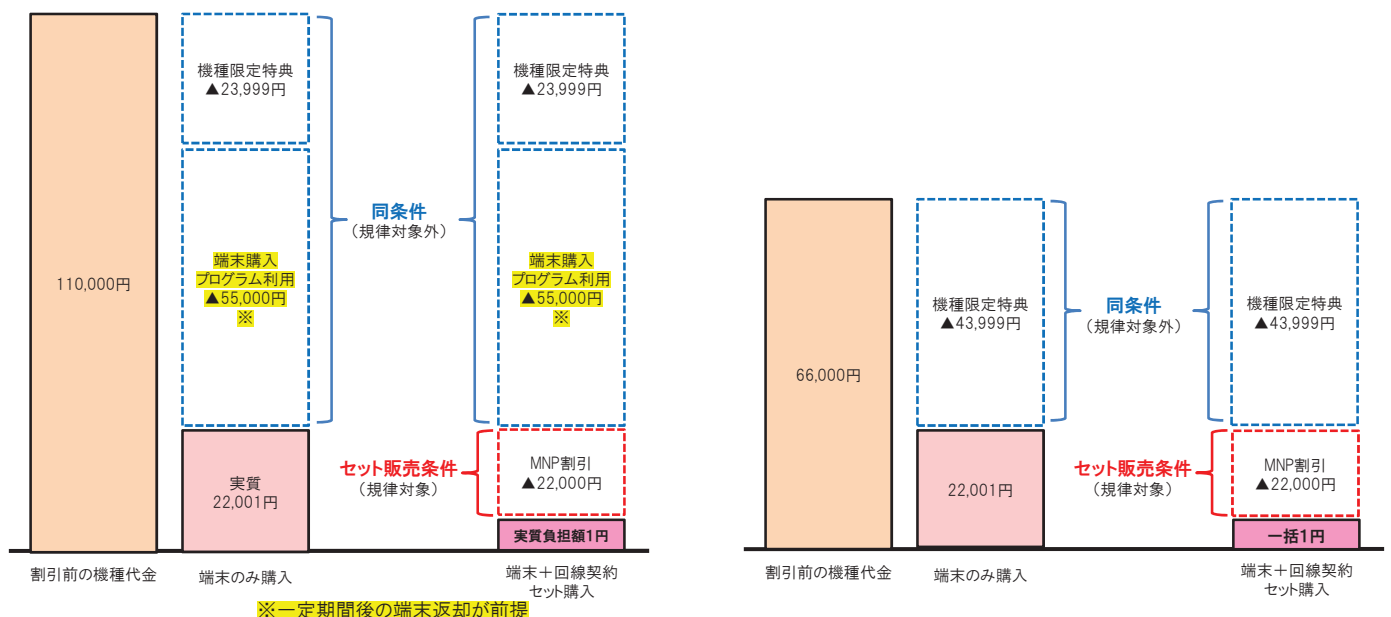 機種限定特典
▲23,999円
端末購入
プログラム利用
▲55,000円
※
110,000円
同条件
（規律対象外）
機種限定特典
▲23,999円
端末購入
プログラム利用
▲55,000円
※
実質
22,001円
セット販売条件
（規律対象）
MNP割引
▲22,000円
実質負担額1円
割引前の機種代金
端末のみ購入
端末＋回線契約
セット購入
※一定期間後の端末返却が前提
66,000円
機種限定特典
▲43,999円
同条件
（規律対象外）
機種限定特典
▲43,999円
22,001円
セット販売条件
（規律対象）
MNP割引
▲22,000円
一括1円
割引前の機種代金
端末のみ購入
端末＋回線契約
セット購入